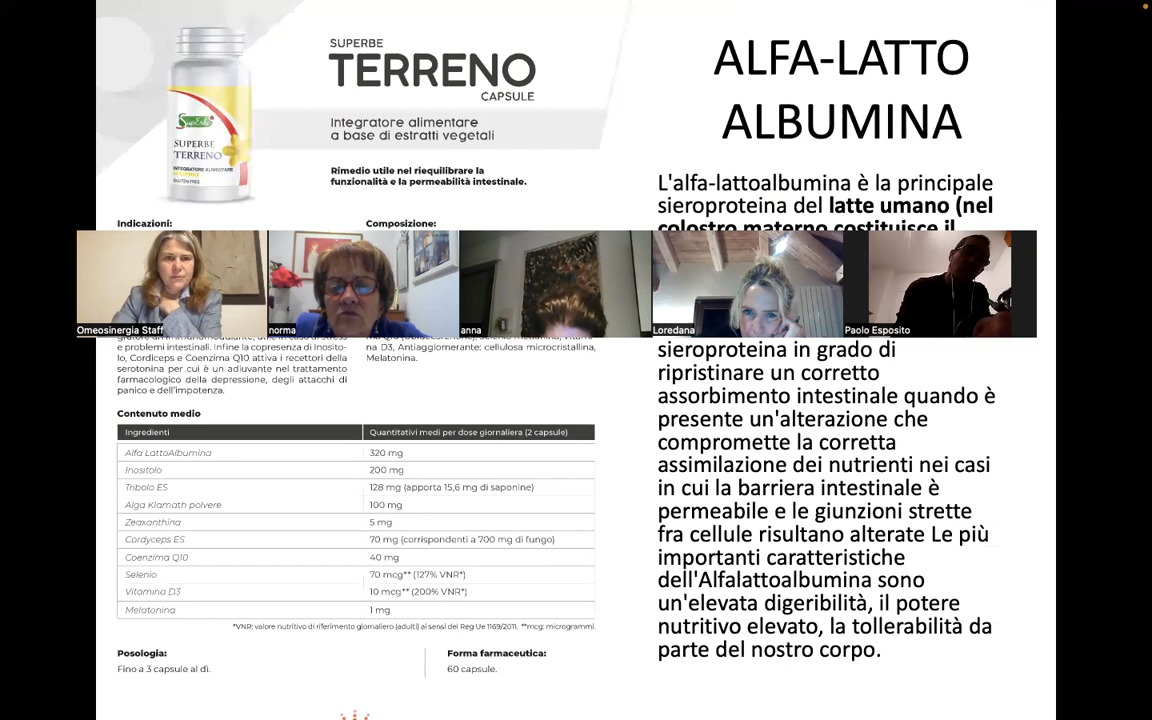 SUPERBE
TERRENO
CAPSULE
Integratore alimentare
a base di estratti vegetali
Rimedio utile nel riequilibrare la
funzionalità e la permeabilità intestinale.
SUPERBE
TERRENO
INTEGRATORE ALIMENTARE
GLUTEN FREE
Indicazioni:
Composizione:
Omeosinergia Staff
norma
anna
Loredana
Paolo Esposito
e problemi intestinali. Infine la copresenza di Inosito-
lo, Cordiceps e Coenzima Q10 attiva i recettori della
serotonina per cui è un adiuvante nel trattamento
farmacologico della depressione, degli attacchi di
panico e dell'impotenza.
na D3, Antiagglomerante: cellulosa microcristallina,
Melatonina.
Contenuto medio
Ingredienti Quantitativi medi per dose giornaliera (2 capsule)
Alfa LattoAlbumina 320 mg
Inositolo 200 mg
Tribolo ES 128 mg (apporta 15,6 mg di saponine)
Alga Klamath polvere 100 mg
Zeaxanthina 5 mg
Cordyceps ES 70 mg (corrispondenti a 700 mg di fungo)
Coenzima Q10 40 mg
Selenio 70 mcg** (127% VNR*)
Vitamina D3 10 mcg** (200% VNR*)
Melatonina 1 mg
*VNR: valore nutritivo di riferimento giornaliero (adulti) ai sensi del Reg Ue 1169/2011. **mcg: microgrammi.
Posologia:
Fino a 3 capsule al dì.
Forma farmaceutica:
60 capsule.
ALFA-LATTO
ALBUMINA
L'alfa-lattoalbumina è la principale
sieroproteina del latte umano (nel
colostro materno costituisce il
sieroproteina in grado di
ripristinare un corretto
assorbimento intestinale quando è
presente un'alterazione che
compromette la corretta
assimilazione dei nutrienti nei casi
in cui la barriera intestinale è
permeabile e le giunzioni strette
fra cellule risultano alterate Le più
importanti caratteristiche
dell'Alfalattoalbumina sono
un'elevata digeribilità, il potere
nutritivo elevato, la tollerabilità da
parte del nostro corpo.